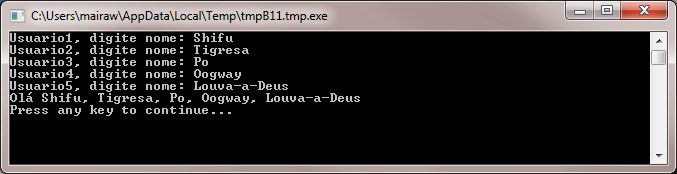 C:\Users\mairaw\AppData\Local\Temp\tmpB11.tmp.exe
Usuario1, digite nome: Shifu
Usuario2, digite nome: Tigresa
Usuario3, digite nome: Po
Usuario4, digite nome: Oogway
Usuario5, digite nome: Louva-a-Deus
Olá Shifu, Tigresa, Po, Oogway, Louva-a-Deus
Press any key to continue...